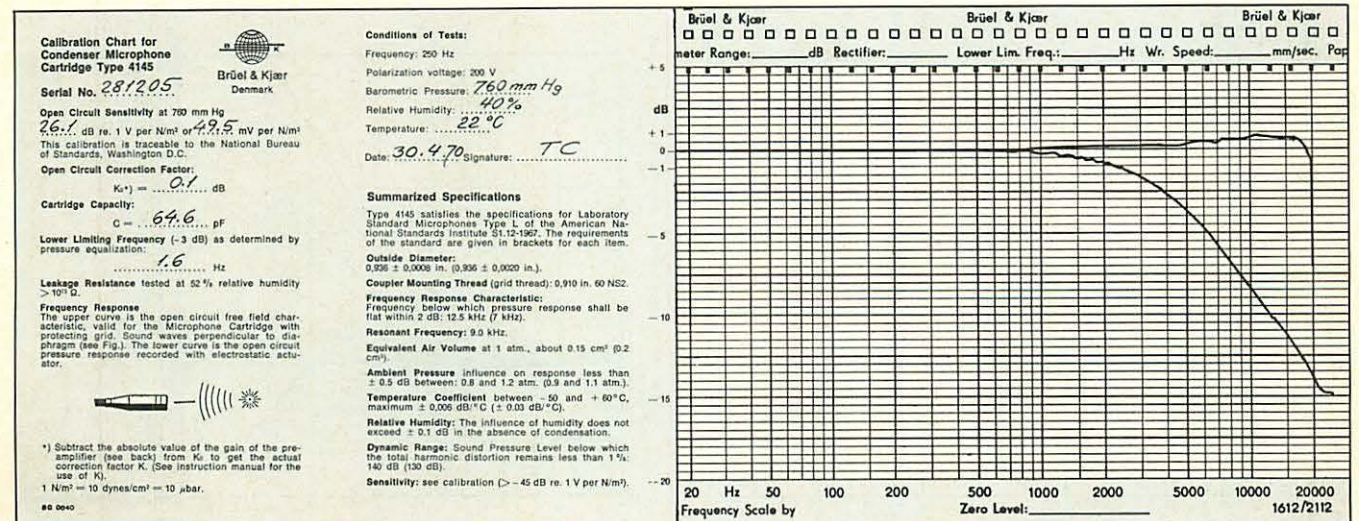 Calibration Chart for
Condenser Microphone
Cartridge Type 4145
B K
Brüel & Kjær
Denmark
Serial No. 281205
Open Circuit Sensitivity at 760 mm Hg
26.1 dB re. 1 V per N/m² or 49.5 mV per N/m²
This calibration is traceable to the National Bureau
of Standards, Washington D.C.
Open Circuit Correction Factor:
K₀*) = 0.1 dB
Cartridge Capacity:
C = 64.6 pF
Lower Limiting Frequency (-3 dB) as determined by
pressure equalization:
1.6 Hz
Leakage Resistance tested at 52 % relative humidity
Frequency Response
The upper curve is the open circuit free field char-
acteristic, valid for the Microphone Cartridge with
protecting grid. Sound waves perpendicular to dia-
phragm (see Fig.). The lower curve is the open circuit
pressure response recorded with electrostatic actu-
ator.
*) Subtract the absolute value of the gain of the pre-
amplifier (see back) from K₀ to get the actual
correction factor K. (See instruction manual for the
use of K).
1 N/m² = 10 dynes/cm² = 10 µbar.
BC 0040
Conditions of Tests:
Frequency: 250 Hz
Polarization voltage: 200 V
Barometric Pressure: 760 mm Hg
Relative Humidity: 40%
Temperature: 22 °C
Date: 30.4.70 Signature: TC
Summarized Specifications
Type 4145 satisfies the specifications for Laboratory
Standard Microphones Type L of the American Na-
tional Standards Institute S1.12-1967. The requirements
of the standard are given in brackets for each item.
Outside Diameter:
0,936 ± 0,0008 in. (0,936 ± 0,0020 in.).
Coupler Mounting Thread (grid thread): 0,910 in. 60 NS2.
Frequency Response Characteristic:
Frequency below which pressure response shall be
flat within 2 dB: 12.5 kHz (7 kHz).
Resonant Frequency: 9.0 kHz.
Equivalent Air Volume at 1 atm., about 0.15 cm³ (0.2
cm³).
Ambient Pressure influence on response less than
± 0.5 dB between: 0.8 and 1.2 atm. (0.9 and 1.1 atm.).
Temperature Coefficient between -50 and + 60°C,
maximum ± 0,006 dB/°C (± 0.03 dB/°C).
Relative Humidity: The influence of humidity does not
exceed ± 0.1 dB in the absence of condensation.
Dynamic Range: Sound Pressure Level below which
the total harmonic distortion remains less than 1 %:
140 dB (130 dB).
Sensitivity: see calibration (> -45 dB re. 1 V per N/m²).
Brüel & Kjær Brüel & Kjær Brüel & Kjær
meter Range: dB Rectifier: Lower Lim. Freq.: Hz Wr. Speed: mm/sec. Pap
+ 5
dB
+ 1
0
- 1
- 5
- 10
- 15
- 20
20 Hz 50 100 200 500 1000 2000 5000 10000 20000
Frequency Scale by Zero Level: 1612/2112